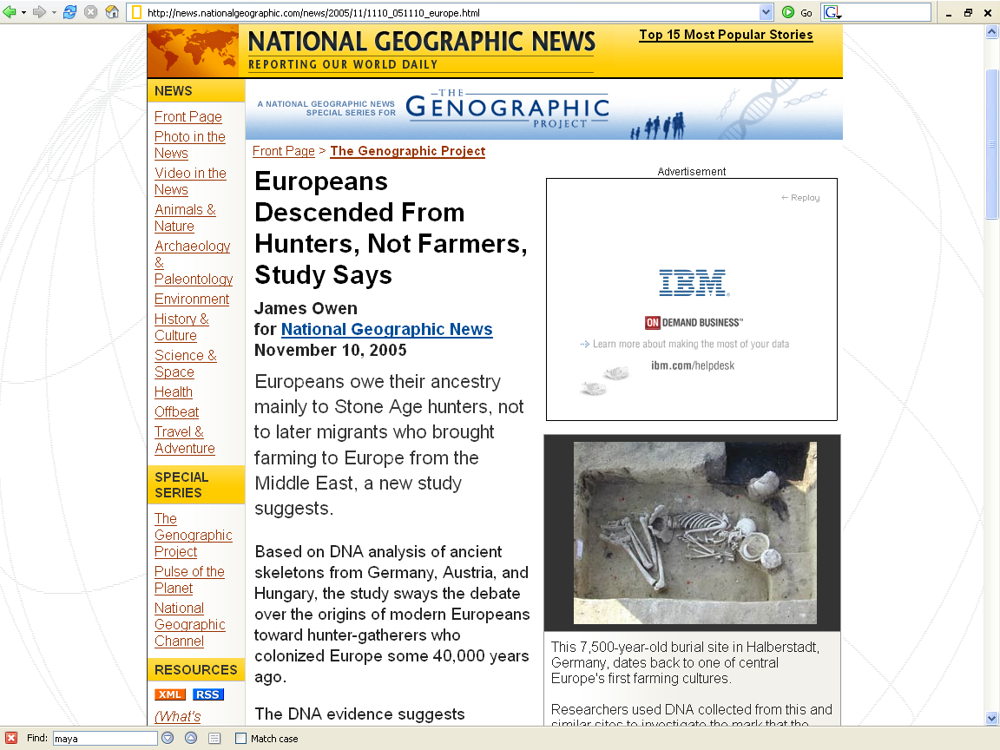 http://news.nationalgeographic.com/news/2005/11/1110_051110_europe.html
Go
G
NATIONAL GEOGRAPHIC NEWS
REPORTING OUR WORLD DAILY
Top 15 Most Popular Stories
NEWS
Front Page
Photo in the
News
Video in the
News
Animals &
Nature
Archaeology
&
Paleontology
Environment
History &
Culture
Science &
Space
Health
Offbeat
Travel &
Adventure
SPECIAL
SERIES
The
Genographic
Project
Pulse of the
Planet
National
Geographic
Channel
RESOURCES
XML RSS
(What's
A NATIONAL GEOGRAPHIC NEWS
SPECIAL SERIES FOR
THE
GENOGRAPHIC
PROJECT
Front Page > The Genographic Project
Europeans
Descended From
Hunters, Not Farmers,
Study Says
James Owen
for National Geographic News
November 10, 2005
Europeans owe their ancestry
mainly to Stone Age hunters, not
to later migrants who brought
farming to Europe from the
Middle East, a new study
suggests.
Based on DNA analysis of ancient
skeletons from Germany, Austria, and
Hungary, the study sways the debate
over the origins of modern Europeans
toward hunter-gatherers who
colonized Europe some 40,000 years
ago.
The DNA evidence suggests
Advertisement
← Replay
IBM®
ON DEMAND BUSINESS™
Learn more about making the most of your data
ibm.com/helpdesk
This 7,500-year-old burial site in Halberstadt,
Germany, dates back to one of central
Europe's first farming cultures.
Researchers used DNA collected from this and
similar sites to investigate the mark that the
Find: maya
Match case